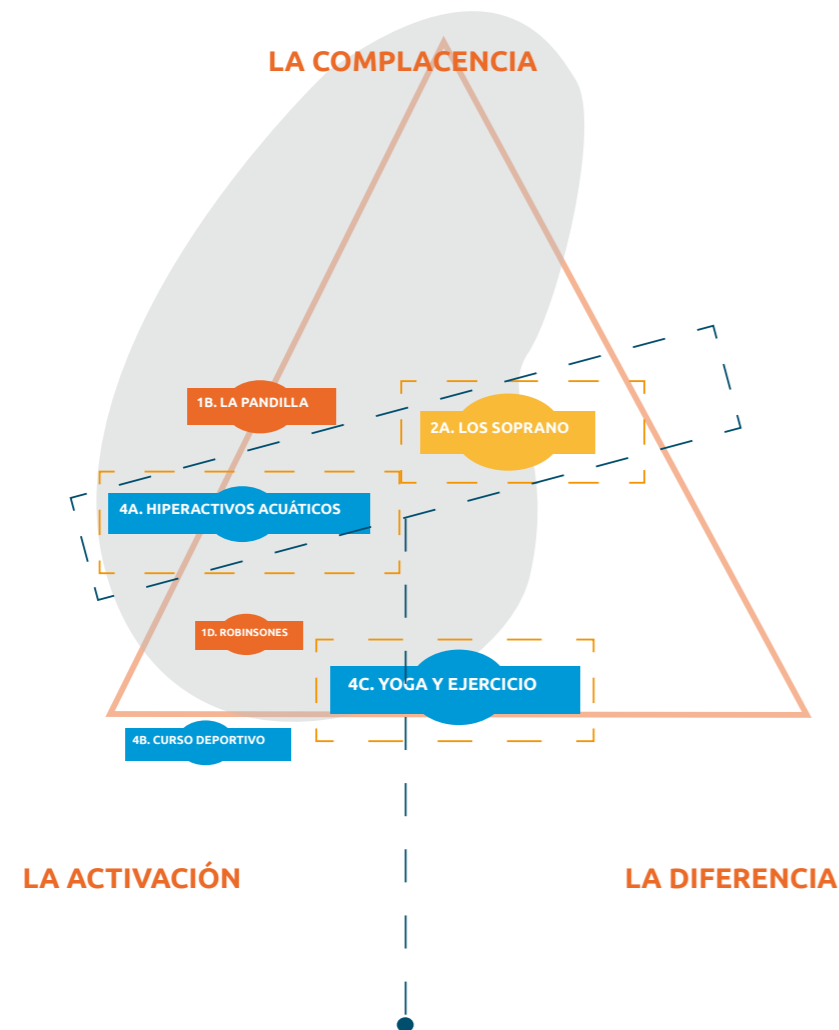 LA COMPLACENCIA
1B. LA PANDILLA
2A. LOS SOPRANO
4A. HIPERACTIVOS ACUÁTICOS
1D. ROBINSONES
4C. YOGA Y EJERCICIO
4B. CURSO DEPORTIVO
LA ACTIVACIÓN
LA DIFERENCIA